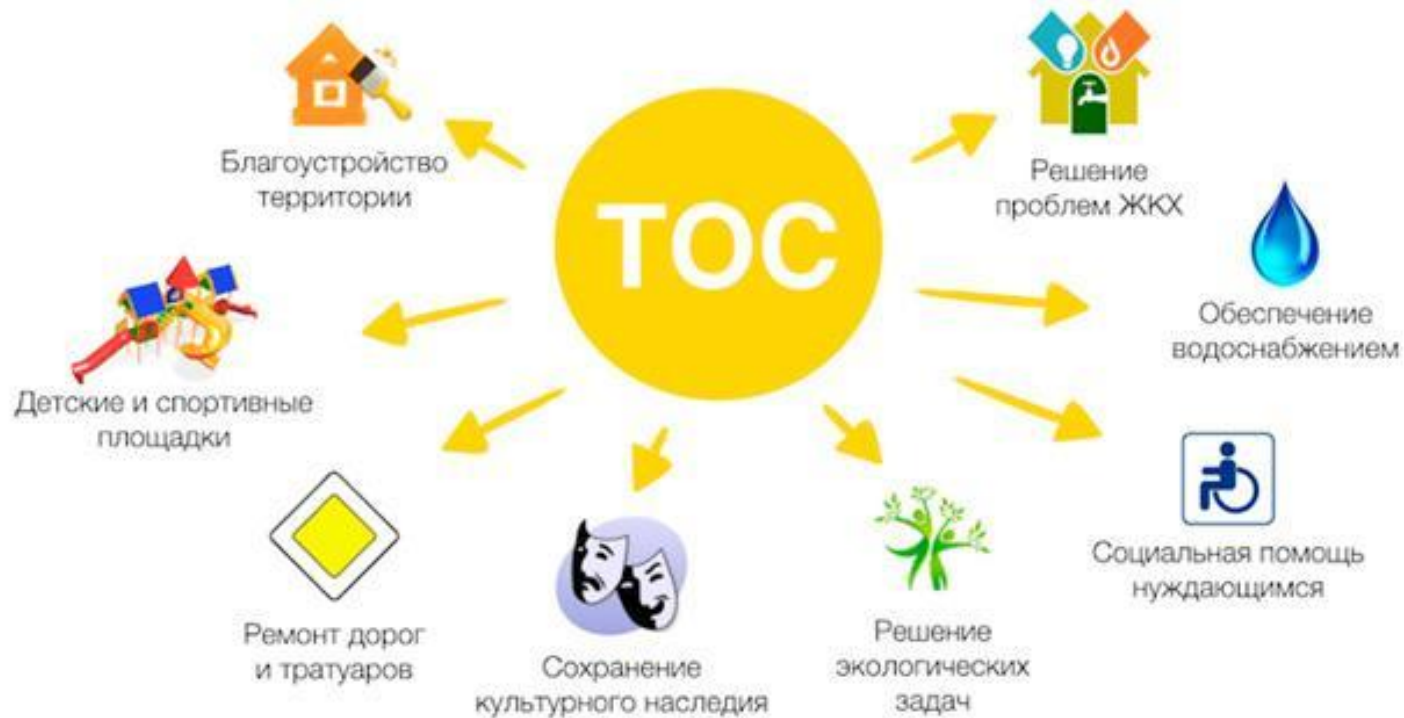 ТОС
Благоустройство
территории
Решение
проблем ЖКХ
Детские и спортивные
площадки
Обеспечение
водоснабжением
Ремонт дорог
и тратуаров
Сохранение
культурного наследия
Решение
экологических
задач
Социальная помощь
нуждающимся